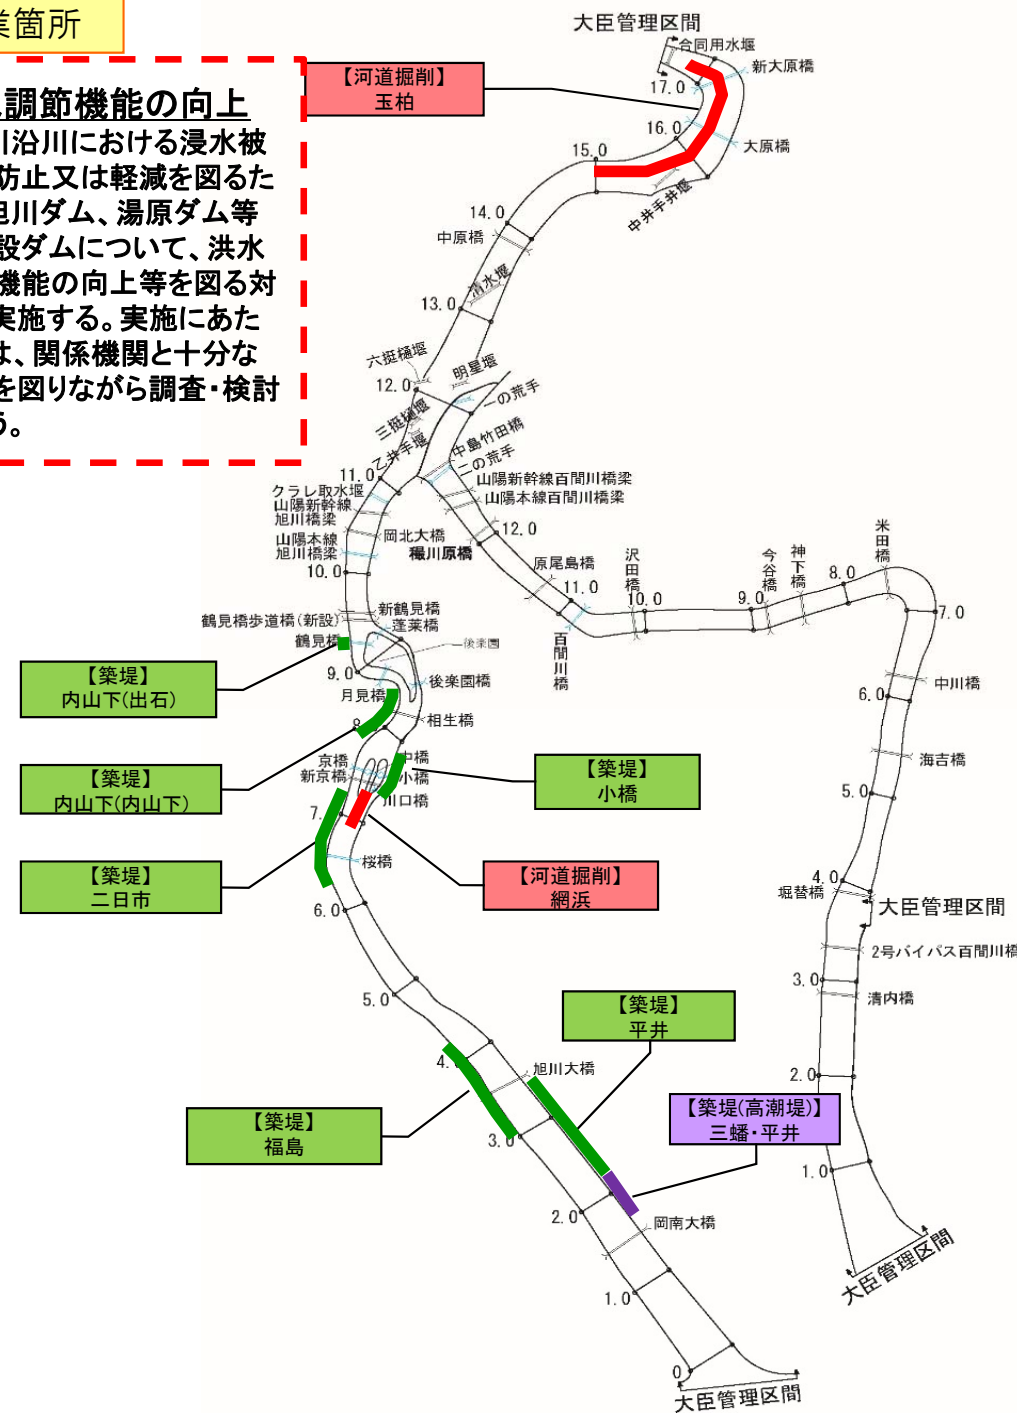 業箇所
調節機能の向上
川沿川における浸水被
防止又は軽減を図るた
旭川ダム、湯原ダム等
設ダムについて、洪水
機能の向上等を図る対
実施する。実施にあた
は、関係機関と十分な
を図りながら調査・検討
う。
大臣管理区間
合同用水堰
【河道掘削】
玉柏
新大原橋
17.0
16.0
大原橋
15.0
中井手井堰
14.0
中原橋
清水堰
13.0
六挺樋堰
明星堰
12.0
一の荒手
三挺樋堰
乙井手堰
中島竹田橋
二の荒手
11.0
クラレ取水堰
山陽新幹線
旭川橋梁
山陽新幹線百間川橋梁
山陽本線百間川橋梁
岡北大橋
山陽本線
旭川橋梁
12.0
10.0
原尾島橋
11.0
沢田橋
10.0
百間川橋
9.0
今谷橋
神下橋
8.0
米田橋
7.0
新鶴見橋
鶴見橋歩道橋(新設)
蓬莱橋
鶴見橋
後楽園
9.0
後楽園橋
月見橋
【築堤】
内山下(出石)
相生橋
8.
中川橋
6.0
海吉橋
5.0
【築堤】
内山下(内山下)
京橋
新京橋
中橋
小橋
川口橋
【築堤】
小橋
7.
桜橋
【築堤】
二日市
【河道掘削】
網浜
6.0
4.0
堀替橋
大臣管理区間
2号バイパス百間川橋
3.0
清内橋
5.0
【築堤】
平井
4.
旭川大橋
2.0
【築堤】
福島
3.0
【築堤(高潮堤)】
三蟠・平井
1.0
2.0
岡南大橋
大臣管理区間
1.0
0
大臣管理区間